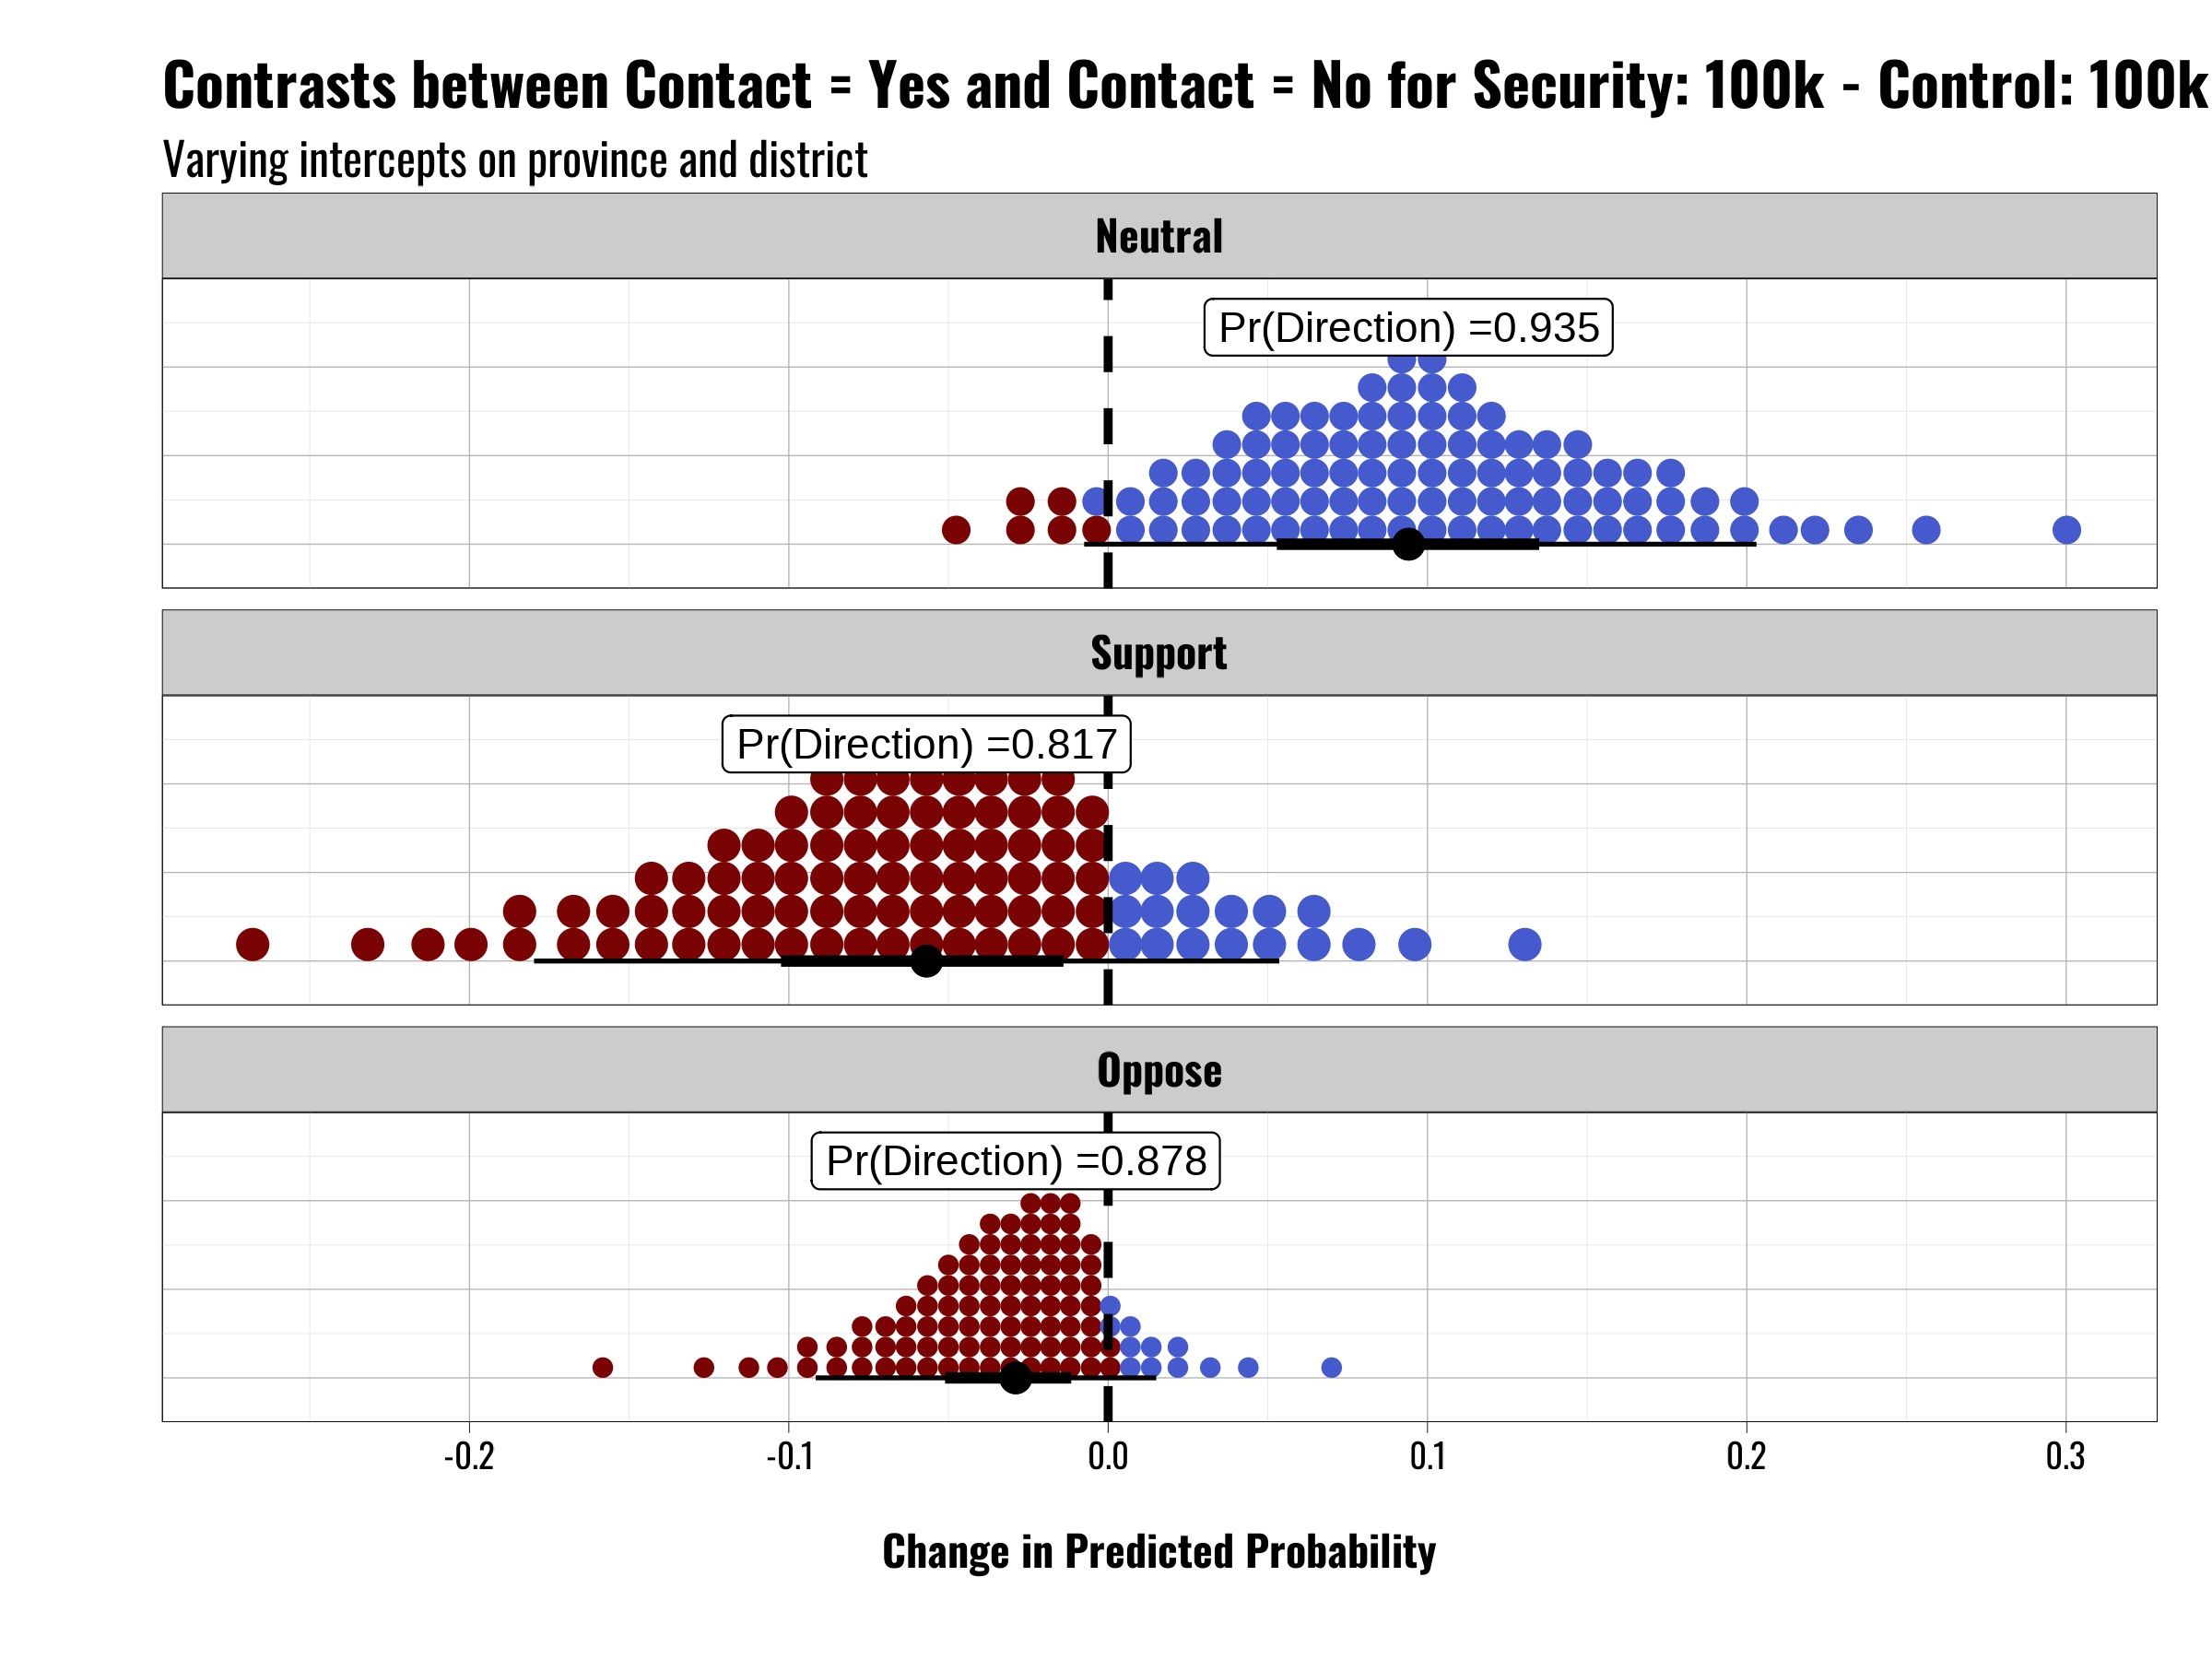 Contrasts between Contact = Yes and Contact = No for Security: 100k - Control: 100k
Varying intercepts on province and district
Neutral
Pr(Direction) =0.935
Support
Pr(Direction) =0.817
Oppose
Pr(Direction) =0.878
-0.2 -0.1 0.0 0.1 0.2 0.3
Change in Predicted Probability